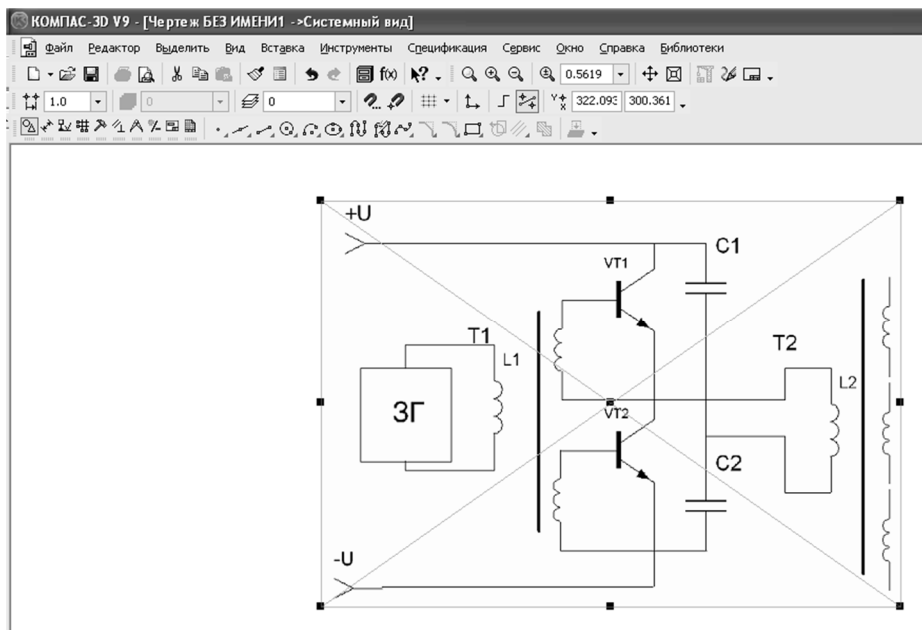 КОМПАС-3D V9 - [Чертеж БЕЗ ИМЕНИ1 ->Системный вид]
Файл Редактор Выделить Вид Вставка Инструменты Спецификация Сервис Окно Справка Библиотеки
f(x) 0.5619
1.0 0 0 322.093 300.361
+U
C1
VT1
T1
L1
T2
L2
ЗГ
VT2
C2
-U